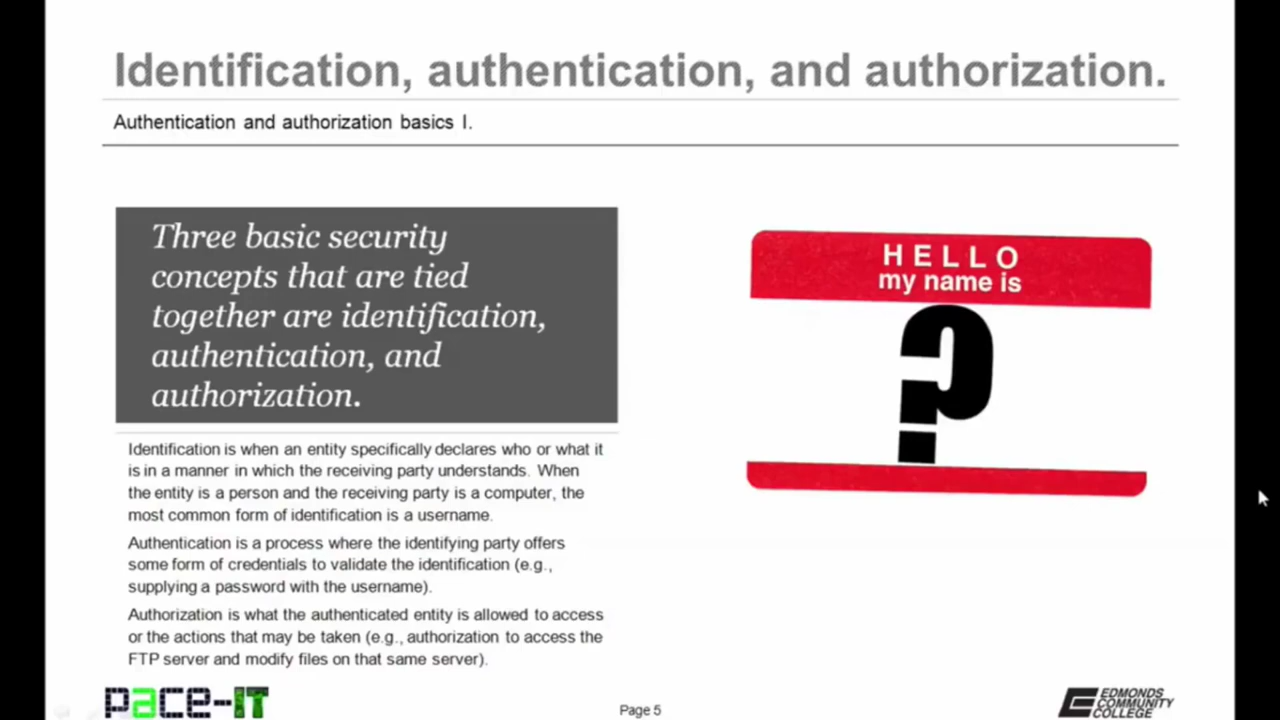 Identification, authentication, and authorization.
Authentication and authorization basics I.
Three basic security
concepts that are tied
together are identification,
authentication, and
authorization.
HELLO
my name is
?
Identification is when an entity specifically declares who or what it
is in a manner in which the receiving party understands. When
the entity is a person and the receiving party is a computer, the
most common form of identification is a username.
Authentication is a process where the identifying party offers
some form of credentials to validate the identification (e.g.,
supplying a password with the username).
Authorization is what the authenticated entity is allowed to access
or the actions that may be taken (e.g., authorization to access the
FTP server and modify files on that same server).
pace-IT
Page 5
EDMONDS
COMMUNITY
COLLEGE